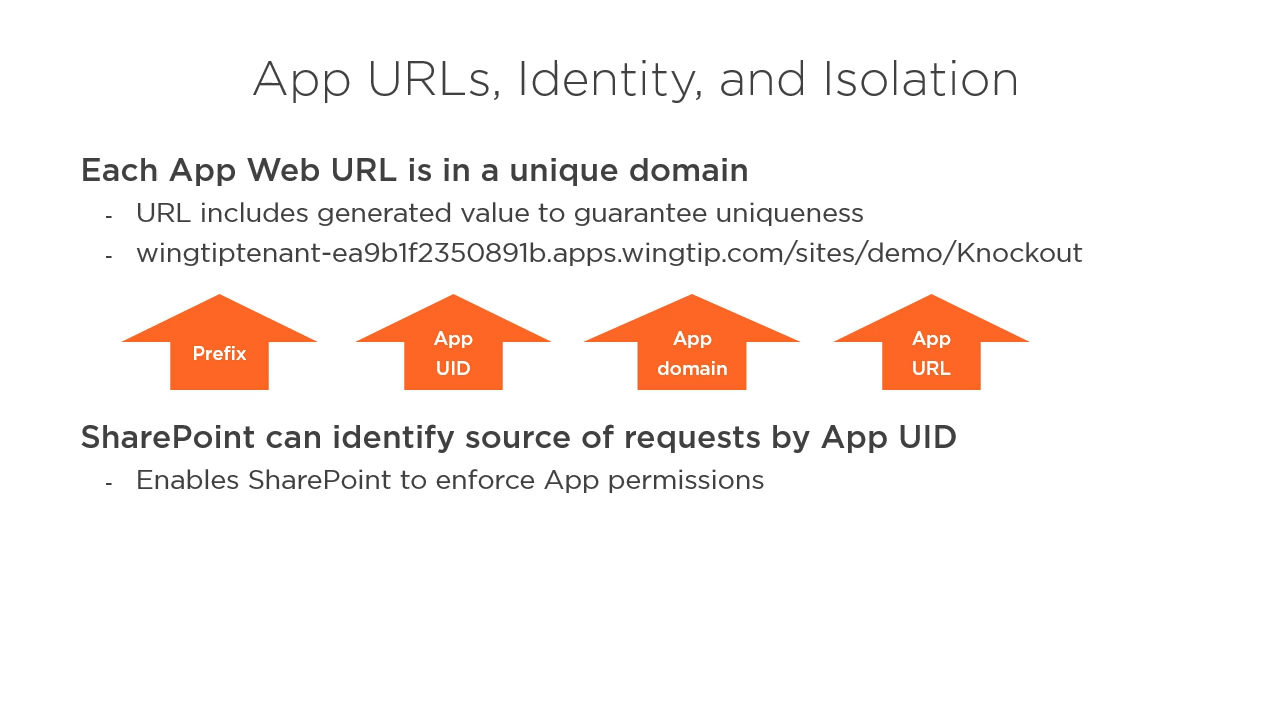 App URLs, Identity, and Isolation
Each App Web URL is in a unique domain
- URL includes generated value to guarantee uniqueness
- wingtiptenant-ea9b1f2350891b.apps.wingtip.com/sites/demo/Knockout
Prefix
App
UID
App
domain
App
URL
SharePoint can identify source of requests by App UID
- Enables SharePoint to enforce App permissions